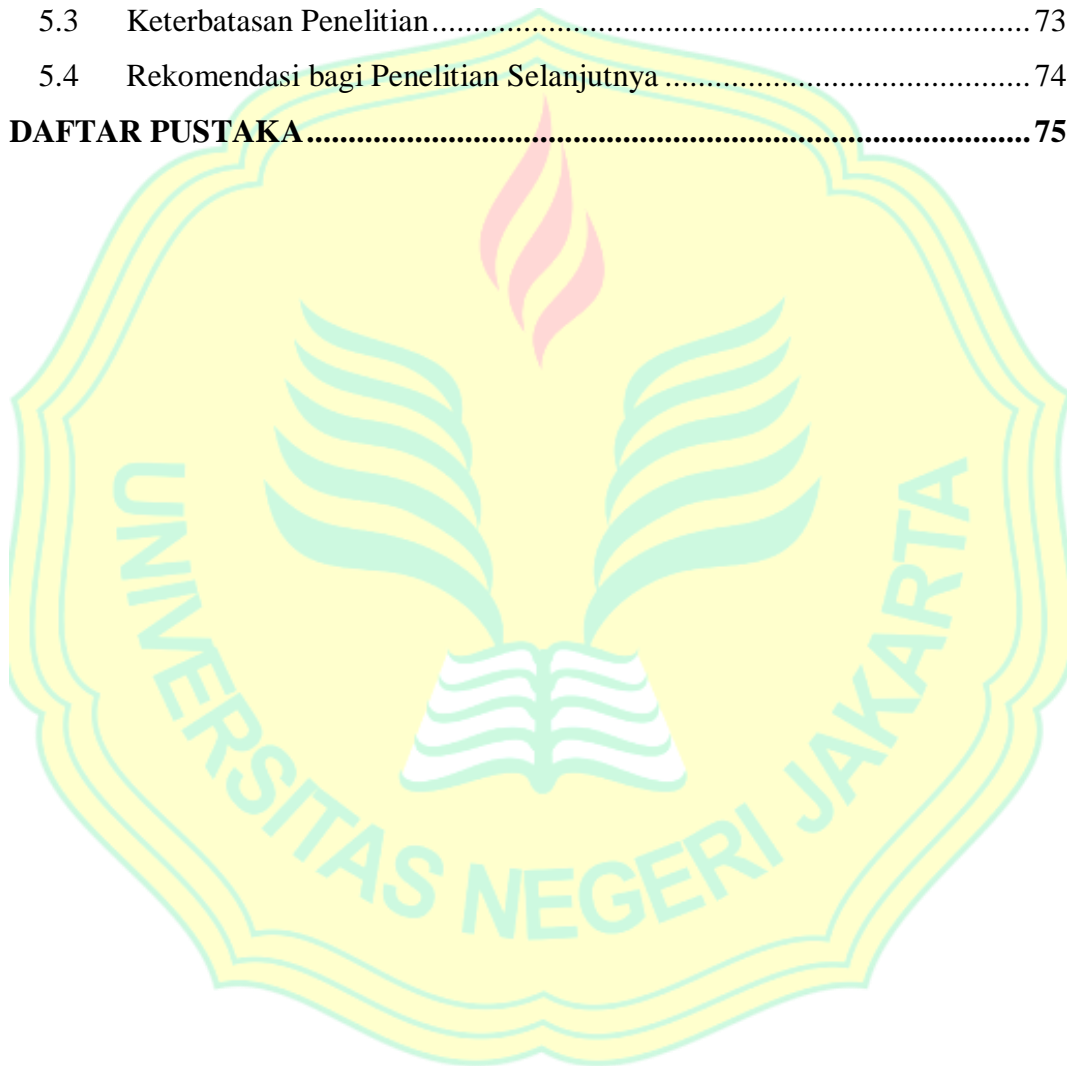 5.3 Keterbatasan Penelitian........................................................................... 73
5.4 Rekomendasi bagi Penelitian Selanjutnya .............................................. 74
DAFTAR PUSTAKA........................................................................................... 75
UNIVERSITAS NEGERI JAKARTA